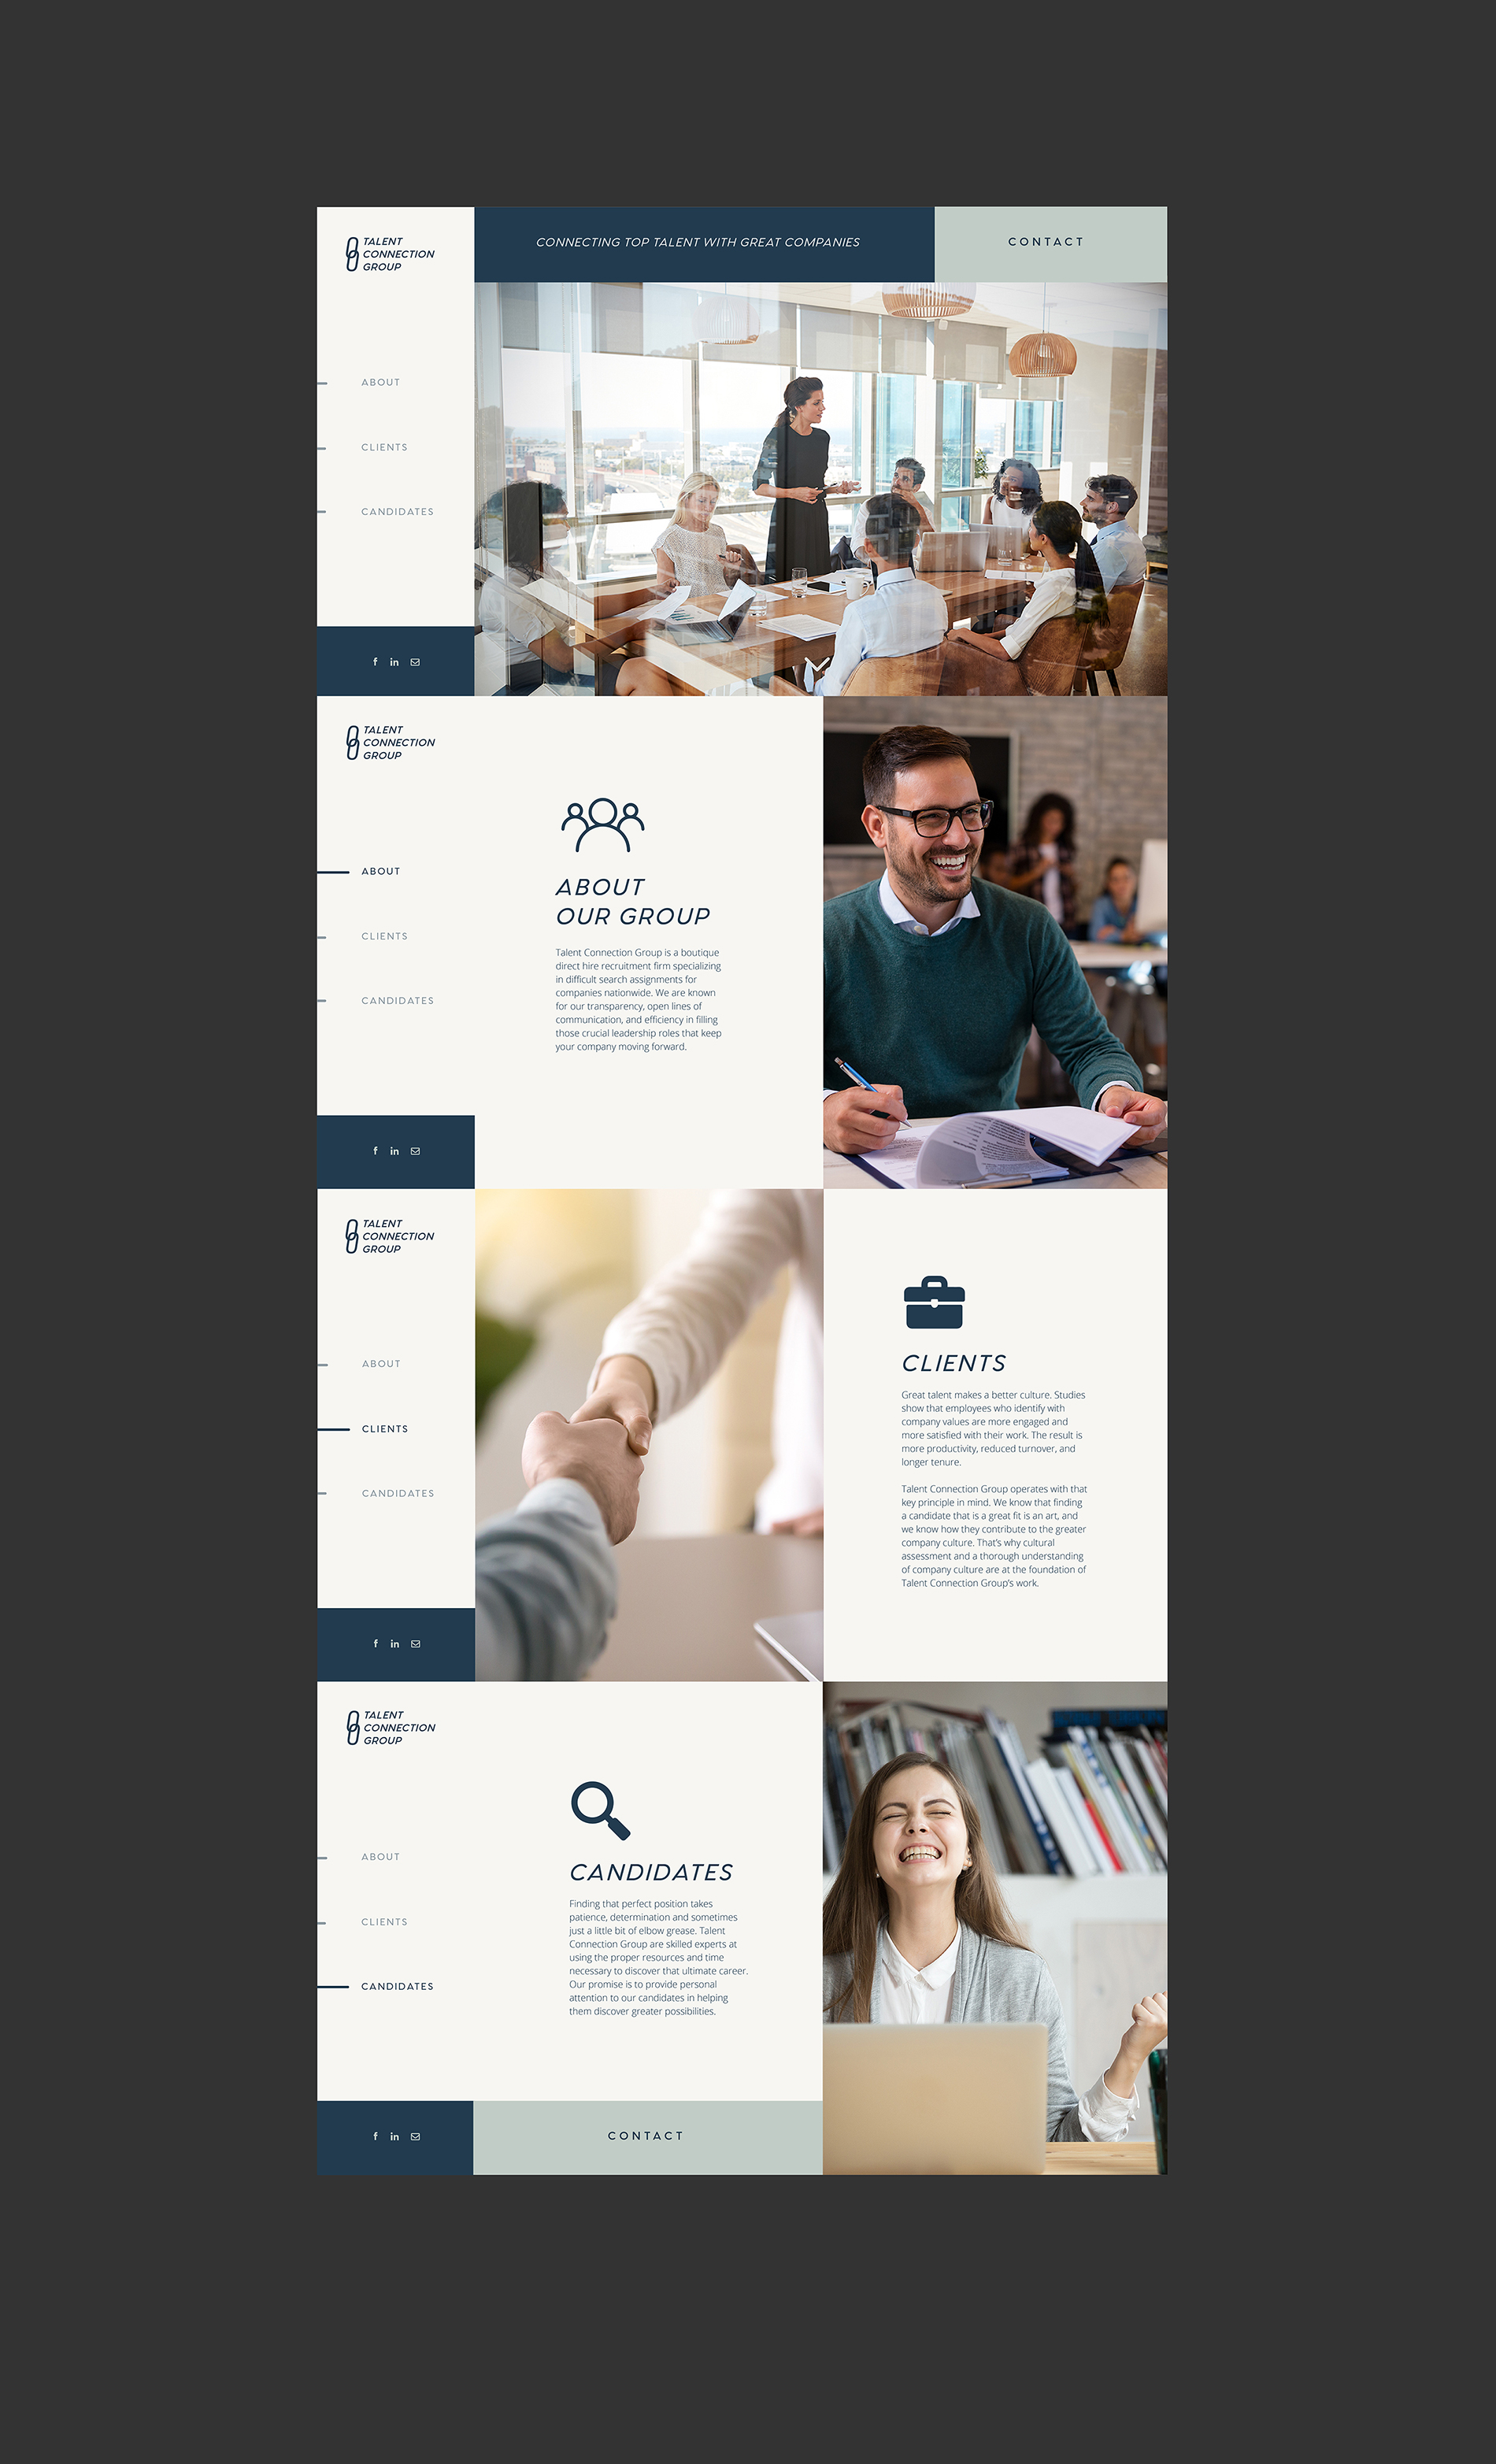 TALENT
CONNECTION
GROUP
CONNECTING TOP TALENT WITH GREAT COMPANIES
CONTACT
ABOUT
CLIENTS
CANDIDATES
f in
TALENT
CONNECTION
GROUP
ABOUT
CLIENTS
CANDIDATES
f in
ABOUT
OUR GROUP
Talent Connection Group is a boutique
direct hire recruitment firm specializing
in difficult search assignments for
companies nationwide. We are known
for our transparency, open lines of
communication, and efficiency in filling
those crucial leadership roles that keep
your company moving forward.
TALENT
CONNECTION
GROUP
ABOUT
CLIENTS
CANDIDATES
f in
CLIENTS
Great talent makes a better culture. Studies
show that employees who identify with
company values are more engaged and
more satisfied with their work. The result is
more productivity, reduced turnover, and
longer tenure.
Talent Connection Group operates with that
key principle in mind. We know that finding
a candidate that is a great fit is an art, and
we know how they contribute to the greater
company culture. That's why cultural
assessment and a thorough understanding
of company culture are at the foundation of
Talent Connection Group's work.
TALENT
CONNECTION
GROUP
ABOUT
CLIENTS
CANDIDATES
f in
CANDIDATES
Finding that perfect position takes
patience, determination and sometimes
just a little bit of elbow grease. Talent
Connection Group are skilled experts at
using the proper resources and time
necessary to discover that ultimate career.
Our promise is to provide personal
attention to our candidates in helping
them discover greater possibilities.
CONTACT